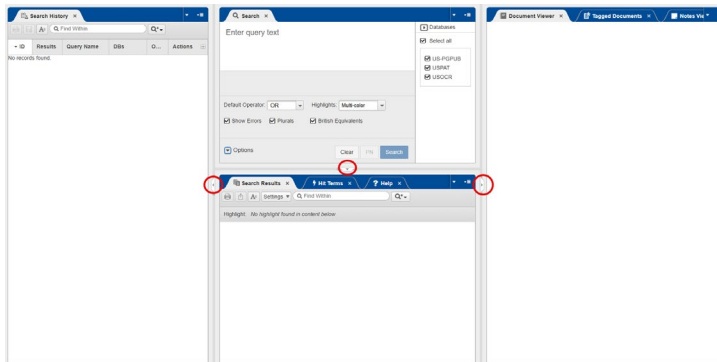 Search History ×
Find Within
ID Results Query Name DBs O... Actions
No records found.
Search ×
Enter query text
Databases
Select all
US-PGPUB
USPAT
USOCR
Default Operator: OR Highlights: Multi-color
Show Errors Plurals British Equivalents
Options
Clear PN Search
Search Results × Hit Terms × ? Help ×
Settings Find Within
Highlight: No highlight found in content below
Document Viewer × Tagged Documents × Notes Vie